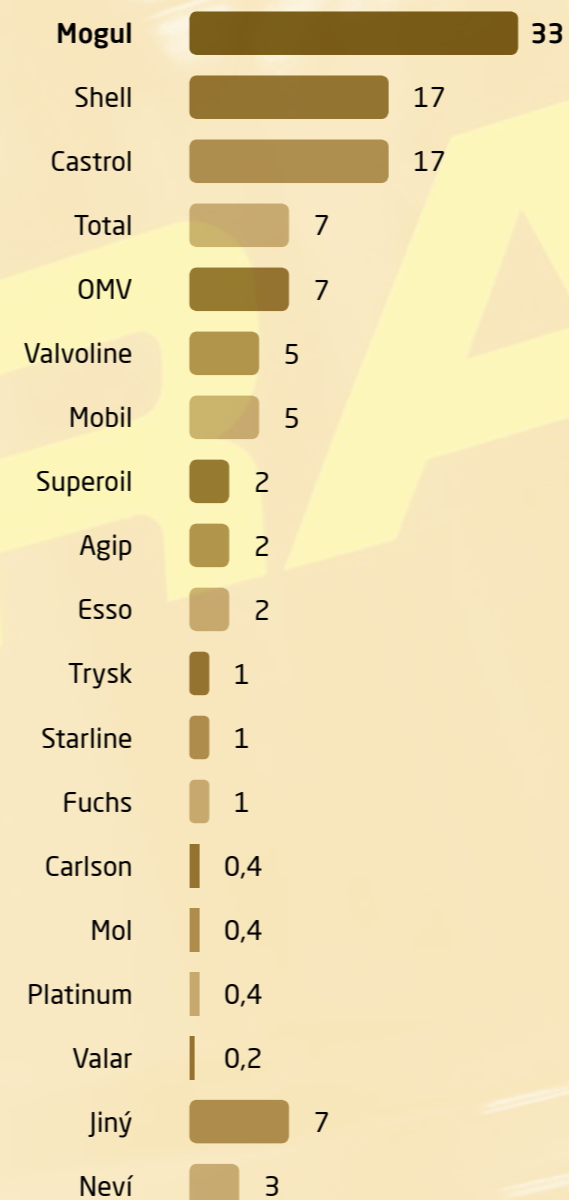 Mogul 33
Shell 17
Castrol 17
Total 7
OMV 7
Valvoline 5
Mobil 5
Superoil 2
Agip 2
Esso 2
Trysk 1
Starline 1
Fuchs 1
Carlson 0,4
Mol 0,4
Platinum 0,4
Valar 0,2
Jiný 7
Neví 3